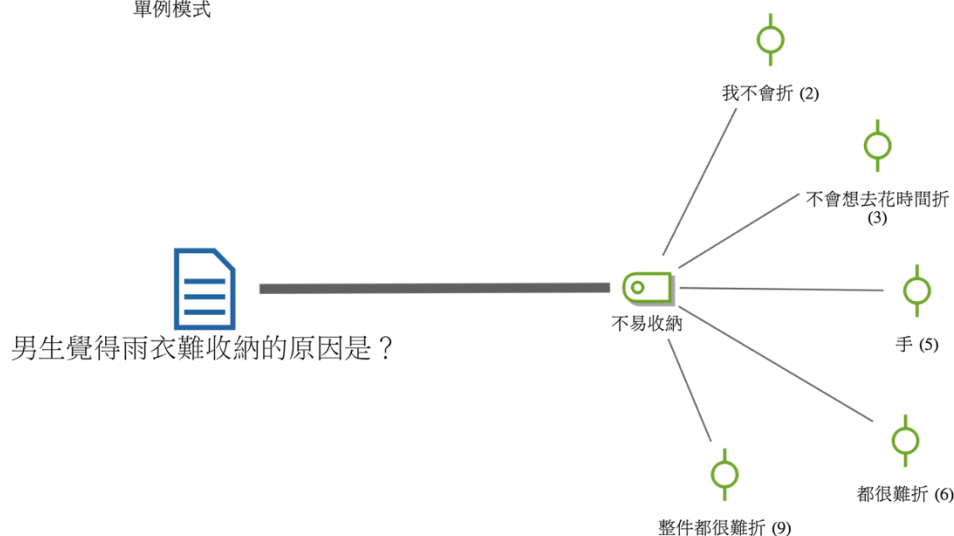 單例模式
我不會折 (2)
不會想去花時間折
(3)
不易收納
男生覺得雨衣難收納的原因是？
手 (5)
都很難折 (6)
整件都很難折 (9)